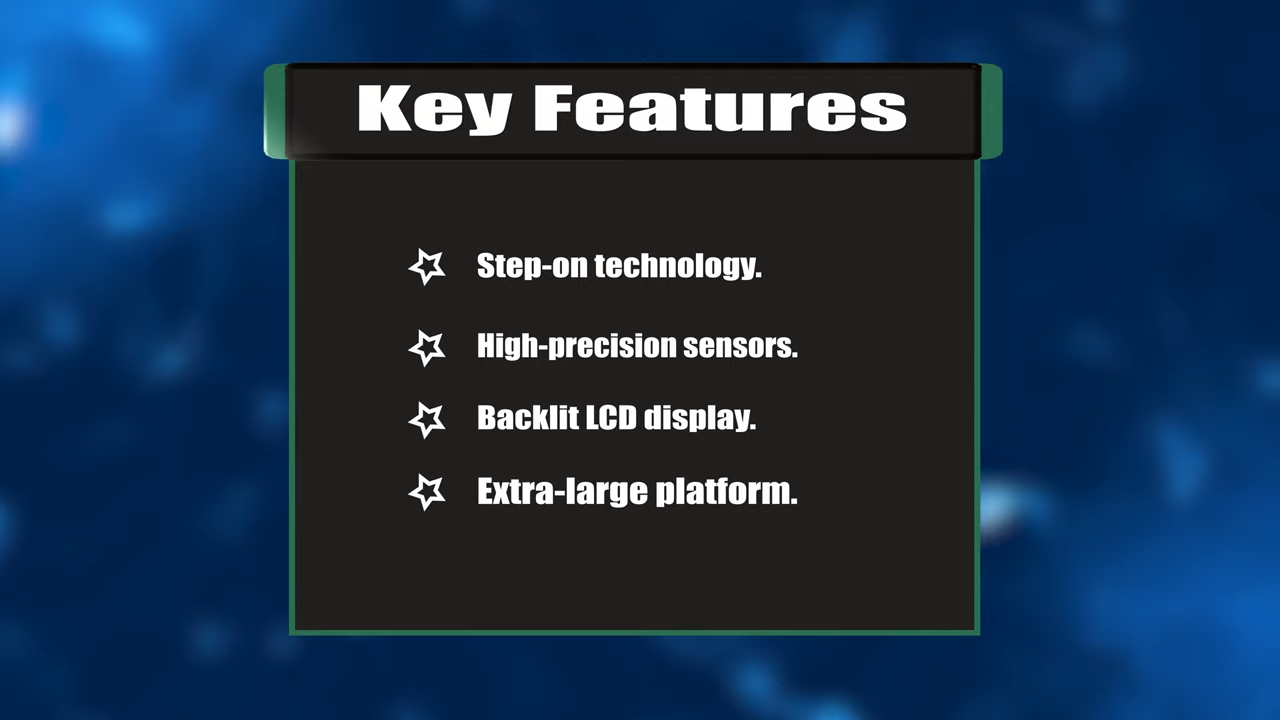 Key Features
Step-on technology.
High-precision sensors.
Backlit LCD display.
Extra-large platform.